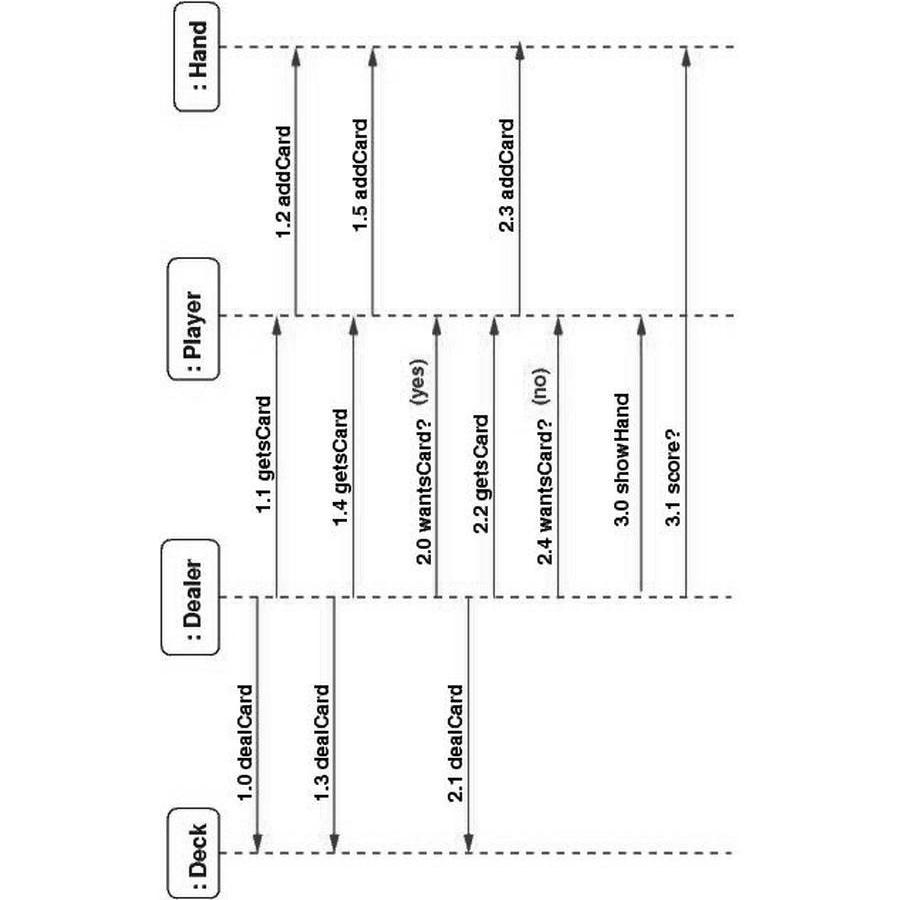 : Deck
: Dealer
: Player
: Hand
1.0 dealCard
1.1 getsCard
1.2 addCard
1.3 dealCard
1.4 getsCard
1.5 addCard
2.0 wantsCard? (yes)
2.1 dealCard
2.2 getsCard
2.3 addCard
2.4 wantsCard? (no)
3.0 showHand
3.1 score?